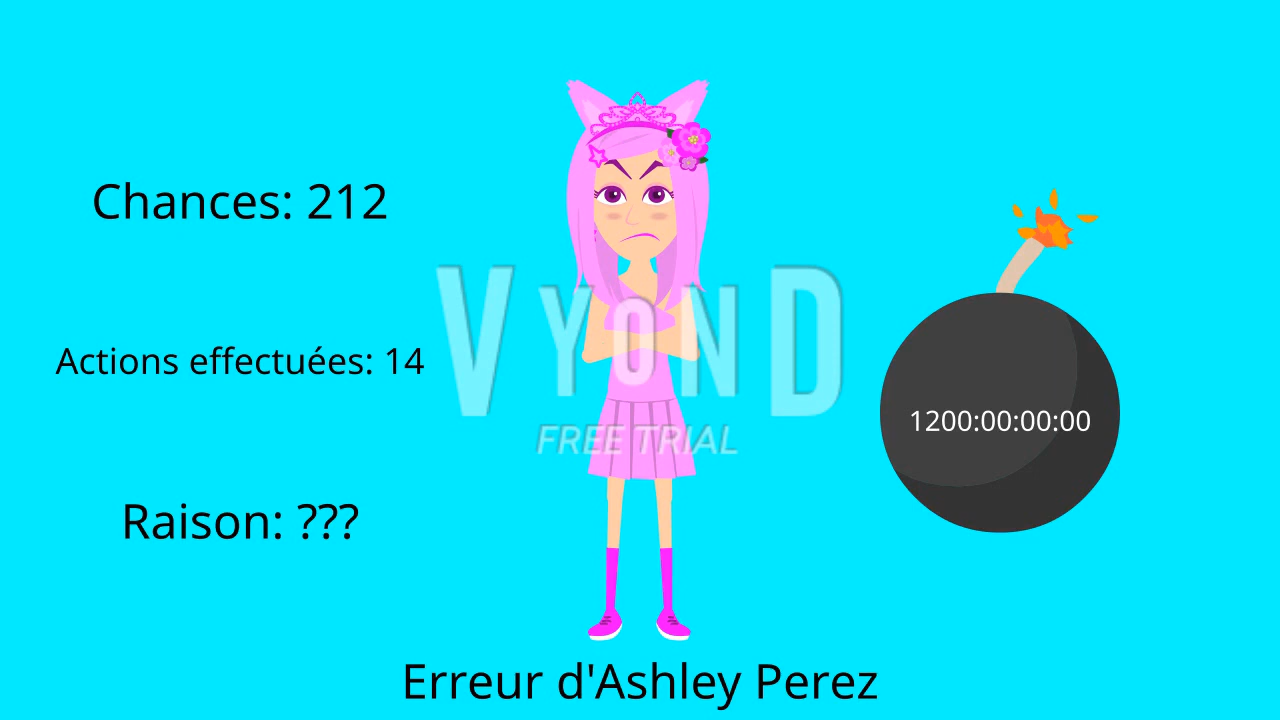 Chances: 212
Actions effectuées: 14
Raison: ???
VYOND
FREE TRIAL
1200:00:00:00
Erreur d'Ashley Perez